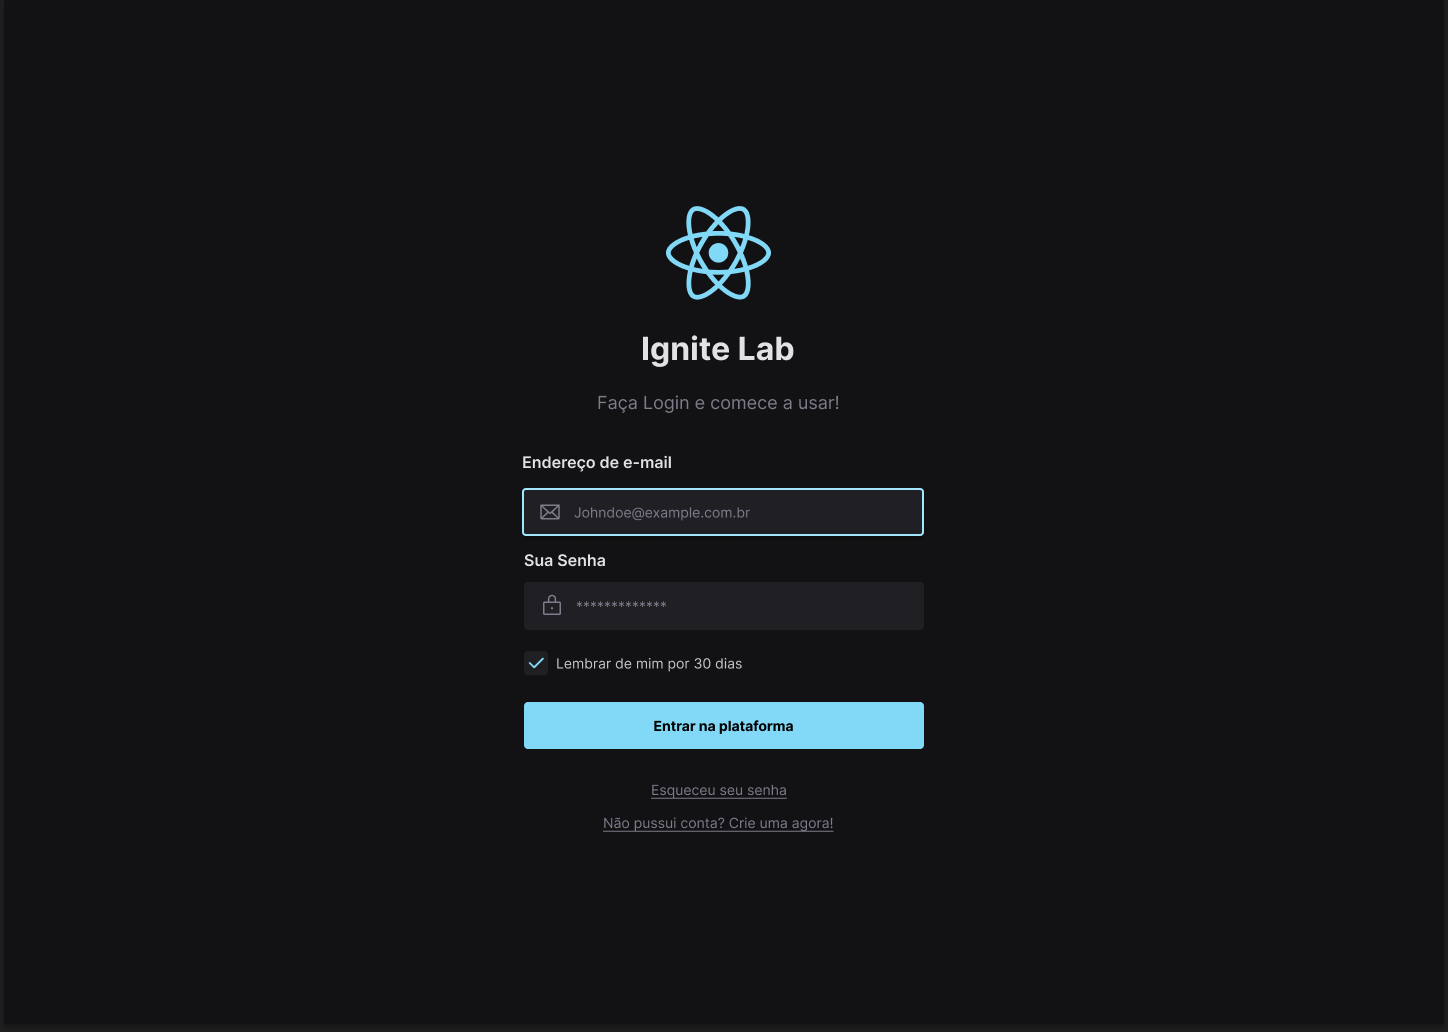 Ignite Lab
Faça Login e comece a usar!
Endereço de e-mail
Johndoe@example.com.br
Sua Senha
*************
Lembrar de mim por 30 dias
Entrar na plataforma
Esqueceu seu senha
Não pussui conta? Crie uma agora!